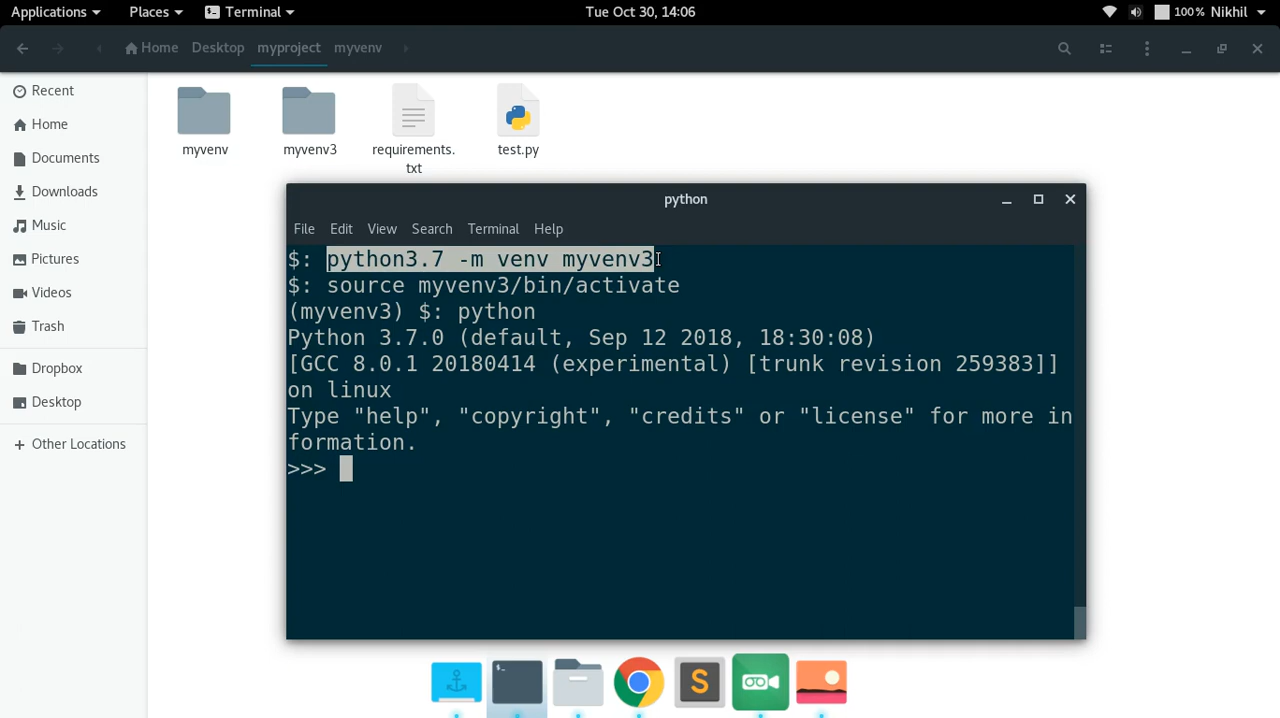 Applications Places Terminal Tue Oct 30, 14:06 100% Nikhil
Home Desktop myproject myvenv
Recent
Home
Documents
Downloads
Music
Pictures
Videos
Trash
Dropbox
Desktop
+ Other Locations
myvenv myvenv3 requirements. test.py
txt
python
File Edit View Search Terminal Help
$: python3.7 -m venv myvenv3
$: source myvenv3/bin/activate
(myvenv3) $: python
Python 3.7.0 (default, Sep 12 2018, 18:30:08)
[GCC 8.0.1 20180414 (experimental) [trunk revision 259383]]
on linux
Type "help", "copyright", "credits" or "license" for more in
formation.
>>>
$_
S